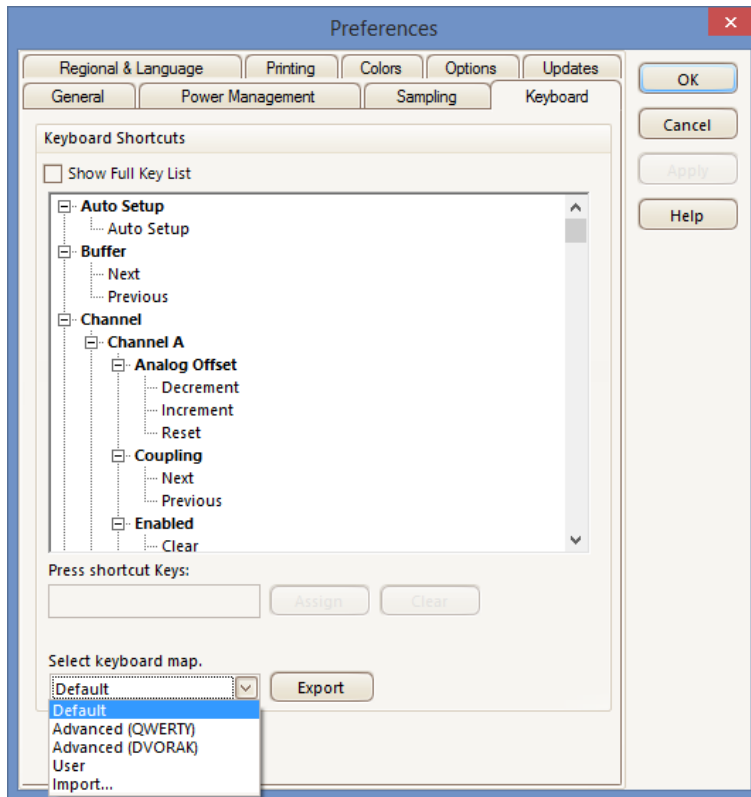 Preferences
Regional & Language Printing Colors Options Updates
General Power Management Sampling Keyboard
OK
Cancel
Apply
Help
Keyboard Shortcuts
Show Full Key List
Auto Setup
Auto Setup
Buffer
Next
Previous
Channel
Channel A
Analog Offset
Decrement
Increment
Reset
Coupling
Next
Previous
Enabled
Clear
Press shortcut Keys:
Assign Clear
Select keyboard map.
Default Export
Default
Advanced (QWERTY)
Advanced (DVORAK)
User
Import...